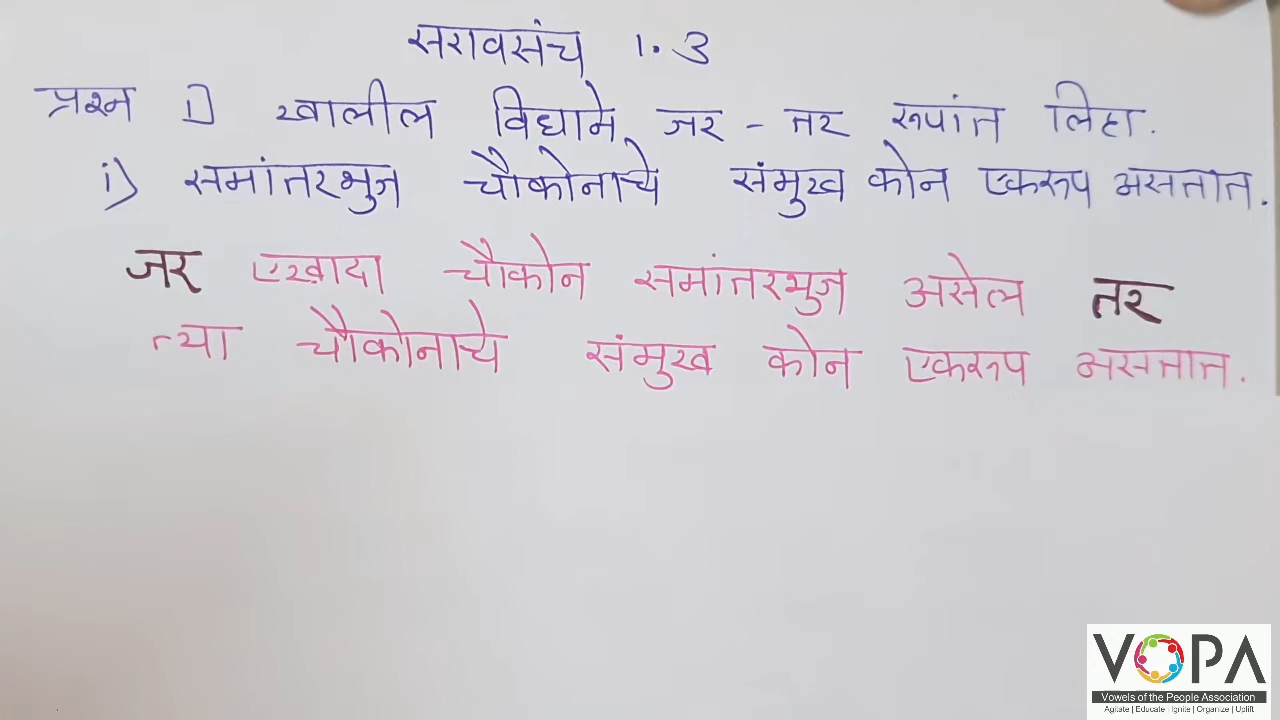 सरावसंच 1.3
प्रश्न 1) खालील विधाने जर - तर रूपांत लिहा.
i) समांतरभुज चौकोनाचे संमुख कोन एकरूप असतात.
जर एखादा चौकोन समांतरभुज असेल तर
त्या चौकोनाचे संमुख कोन एकरूप असतात.
VOPA
Vowels of the People Association
Agitate | Educate | Ignite | Organize | Uplift